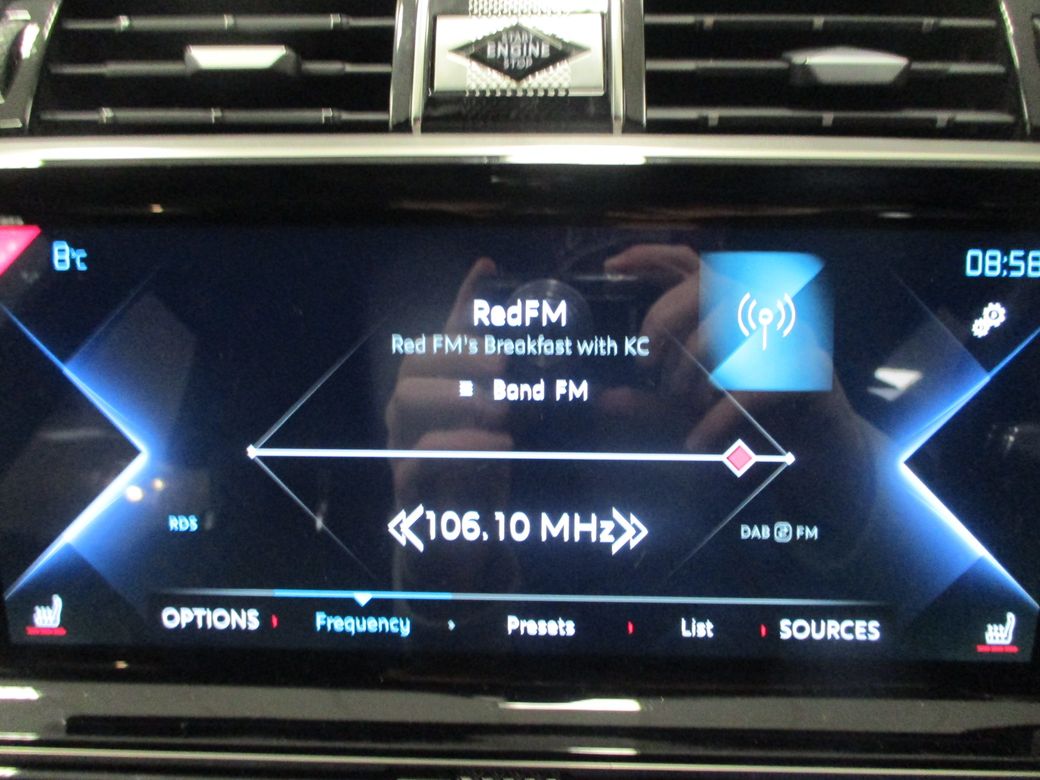 START
ENGINE
STOP
8°C
08:58
RedFM
Red FM's Breakfast with KC
Band FM
RDS
106.10 MHz
DAB FM
OPTIONS Frequency Presets List SOURCES